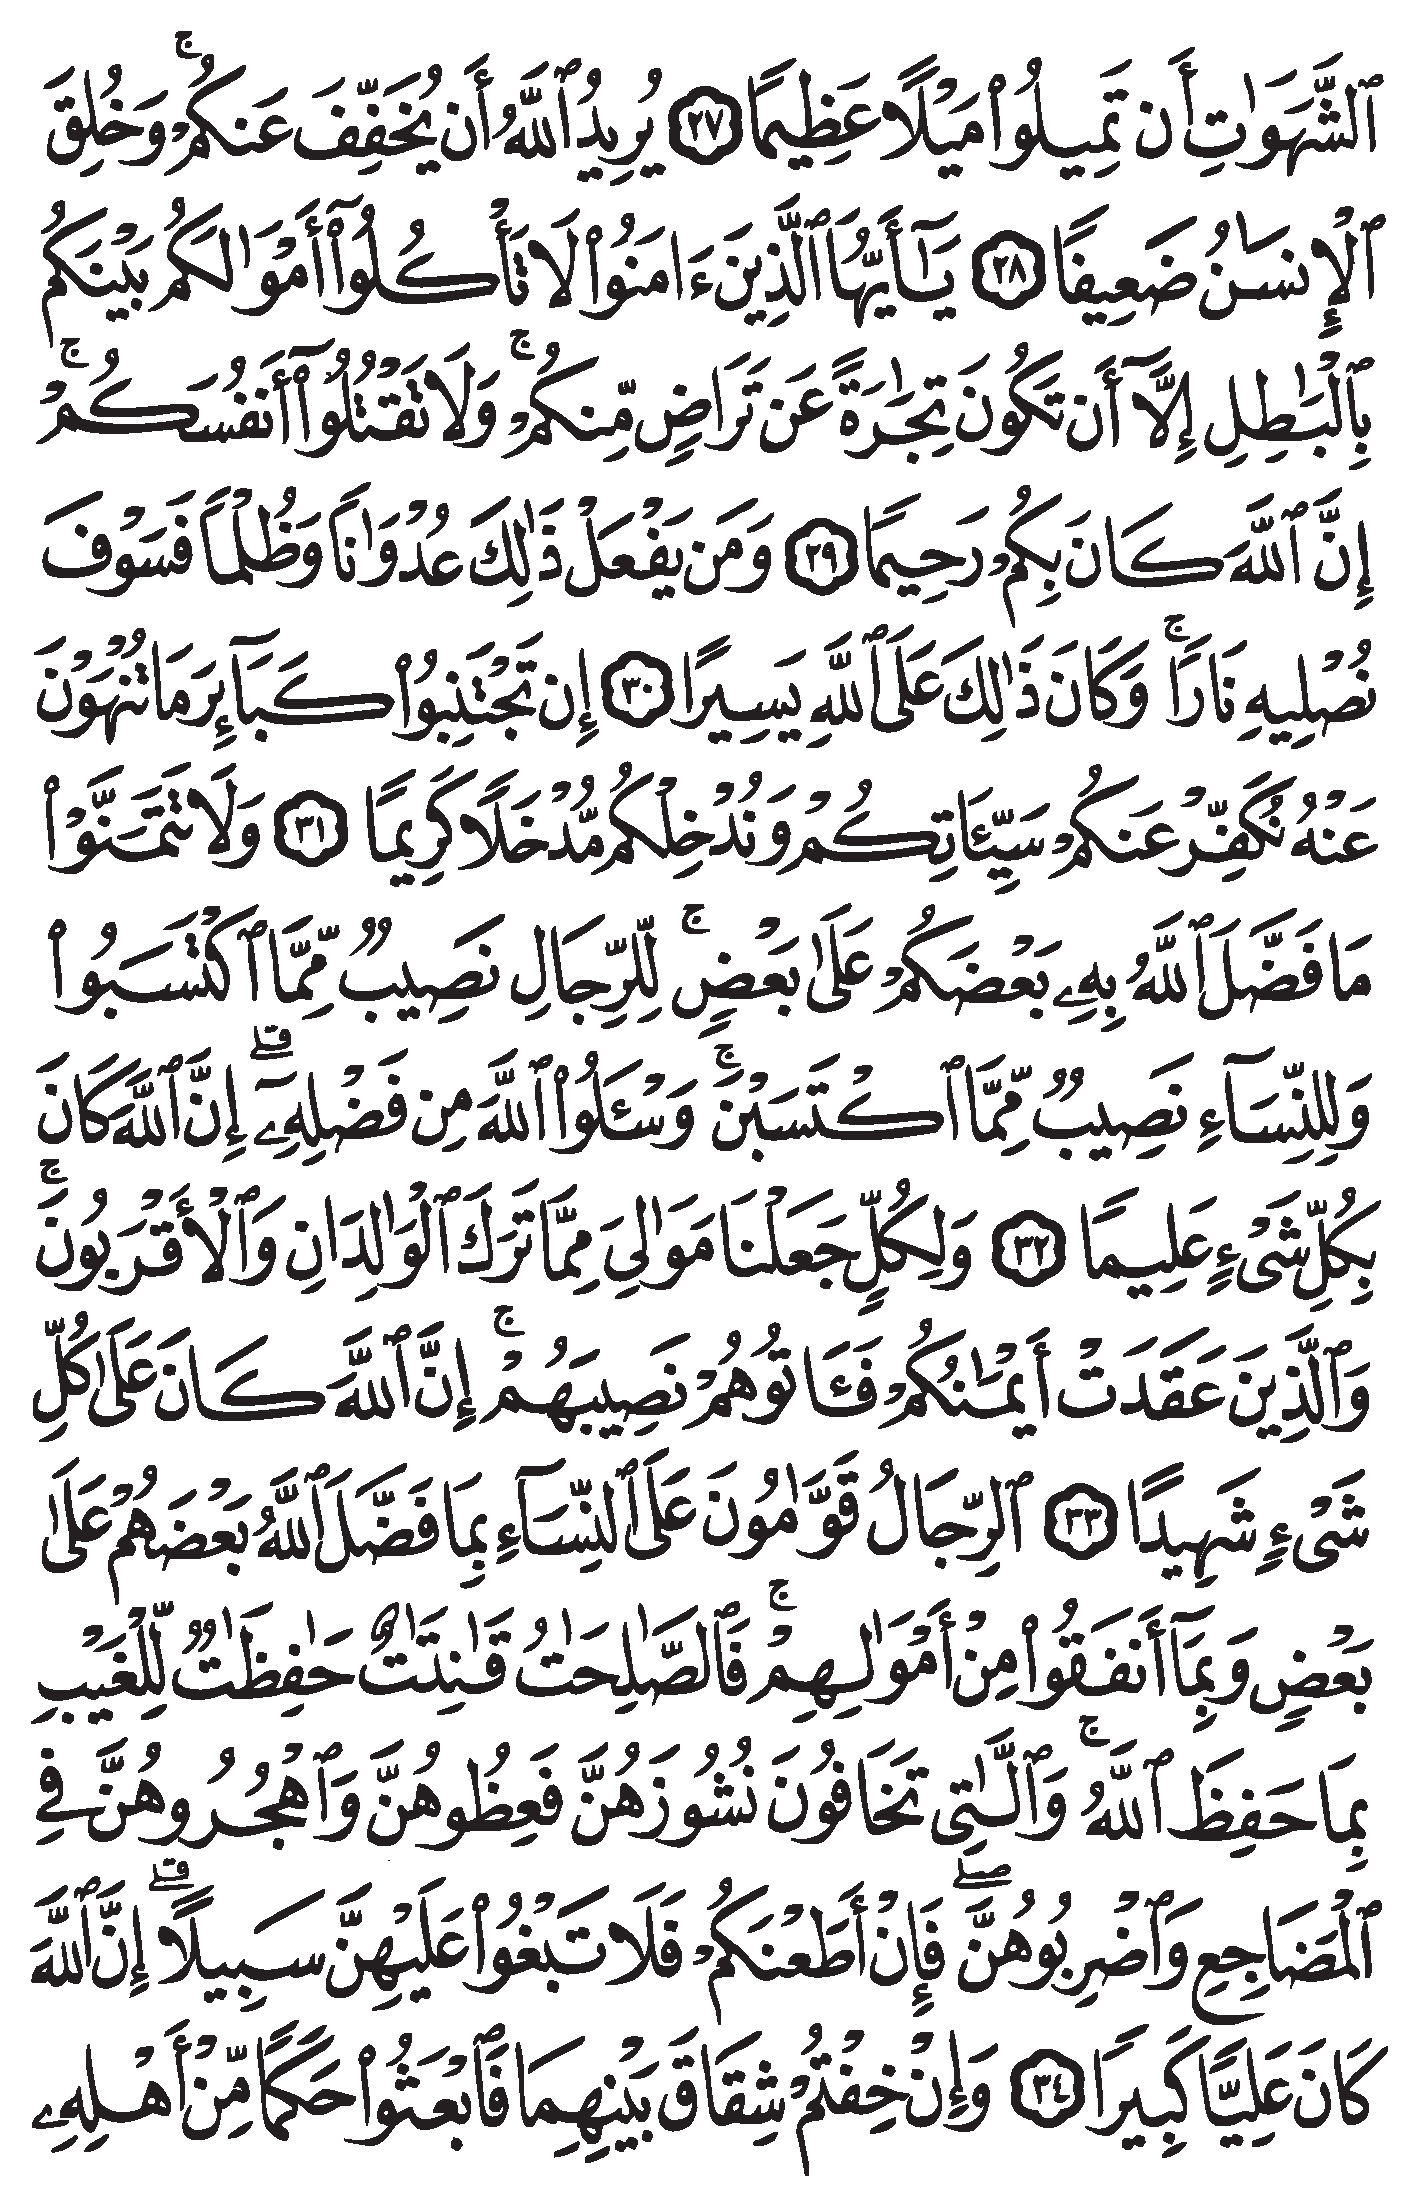 ٱلشَّهَوَٰتِ أَن تَمِيلُوا۟ مَيْلًا عَظِيمًا ٢٧ يُرِيدُ ٱللَّهُ أَن يُخَفِّفَ عَنكُمْ ۚ وَخُلِقَ
ٱلْإِنسَـٰنُ ضَعِيفًا ٢٨ يَـٰٓأَيُّهَا ٱلَّذِينَ ءَامَنُوا۟ لَا تَأْكُلُوٓا۟ أَمْوَٰلَكُم بَيْنَكُم
بِٱلْبَـٰطِلِ إِلَّآ أَن تَكُونَ تِجَـٰرَةً عَن تَرَاضٍ مِّنكُمْ ۚ وَلَا تَقْتُلُوٓا۟ أَنفُسَكُمْ ۚ
إِنَّ ٱللَّهَ كَانَ بِكُمْ رَحِيمًا ٢٩ وَمَن يَفْعَلْ ذَٰلِكَ عُدْوَٰنًا وَظُلْمًا فَسَوْفَ
نُصْلِيهِ نَارًا ۚ وَكَانَ ذَٰلِكَ عَلَى ٱللَّهِ يَسِيرًا ٣٠ إِن تَجْتَنِبُوا۟ كَبَآئِرَ مَا تُنْهَوْنَ
عَنْهُ نُكَفِّرْ عَنكُمْ سَيِّـَٔاتِكُمْ وَنُدْخِلْكُم مُّدْخَلًا كَرِيمًا ٣١ وَلَا تَتَمَنَّوْا۟
مَا فَضَّلَ ٱللَّهُ بِهِۦ بَعْضَكُمْ عَلَىٰ بَعْضٍ ۚ لِّلرِّجَالِ نَصِيبٌ مِّمَّا ٱكْتَسَبُوا۟
وَلِلنِّسَآءِ نَصِيبٌ مِّمَّا ٱكْتَسَبْنَ ۚ وَسْـَٔلُوا۟ ٱللَّهَ مِن فَضْلِهِۦٓ ۗ إِنَّ ٱللَّهَ كَانَ
بِكُلِّ شَىْءٍ عَلِيمًا ٣٢ وَلِكُلٍّ جَعَلْنَا مَوَٰلِىَ مِمَّا تَرَكَ ٱلْوَٰلِدَانِ وَٱلْأَقْرَبُونَ ۚ
وَٱلَّذِينَ عَقَدَتْ أَيْمَـٰنُكُمْ فَـَٔاتُوهُمْ نَصِيبَهُمْ ۚ إِنَّ ٱللَّهَ كَانَ عَلَىٰ كُلِّ
شَىْءٍ شَهِيدًا ٣٣ ٱلرِّجَالُ قَوَّٰمُونَ عَلَى ٱلنِّسَآءِ بِمَا فَضَّلَ ٱللَّهُ بَعْضَهُمْ عَلَىٰ
بَعْضٍ وَبِمَآ أَنفَقُوا۟ مِنْ أَمْوَٰلِهِمْ ۚ فَٱلصَّـٰلِحَـٰتُ قَـٰنِتَـٰتٌ حَـٰفِظَـٰتٌ لِّلْغَيْبِ
بِمَا حَفِظَ ٱللَّهُ ۚ وَٱلَّـٰتِى تَخَافُونَ نُشُوزَهُنَّ فَعِظُوهُنَّ وَٱهْجُرُوهُنَّ فِى
ٱلْمَضَاجِعِ وَٱضْرِبُوهُنَّ ۖ فَإِنْ أَطَعْنَكُمْ فَلَا تَبْغُوا۟ عَلَيْهِنَّ سَبِيلًا ۗ إِنَّ ٱللَّهَ
كَانَ عَلِيًّا كَبِيرًا ٣٤ وَإِنْ خِفْتُمْ شِقَاقَ بَيْنِهِمَا فَٱبْعَثُوا۟ حَكَمًا مِّنْ أَهْلِهِۦ